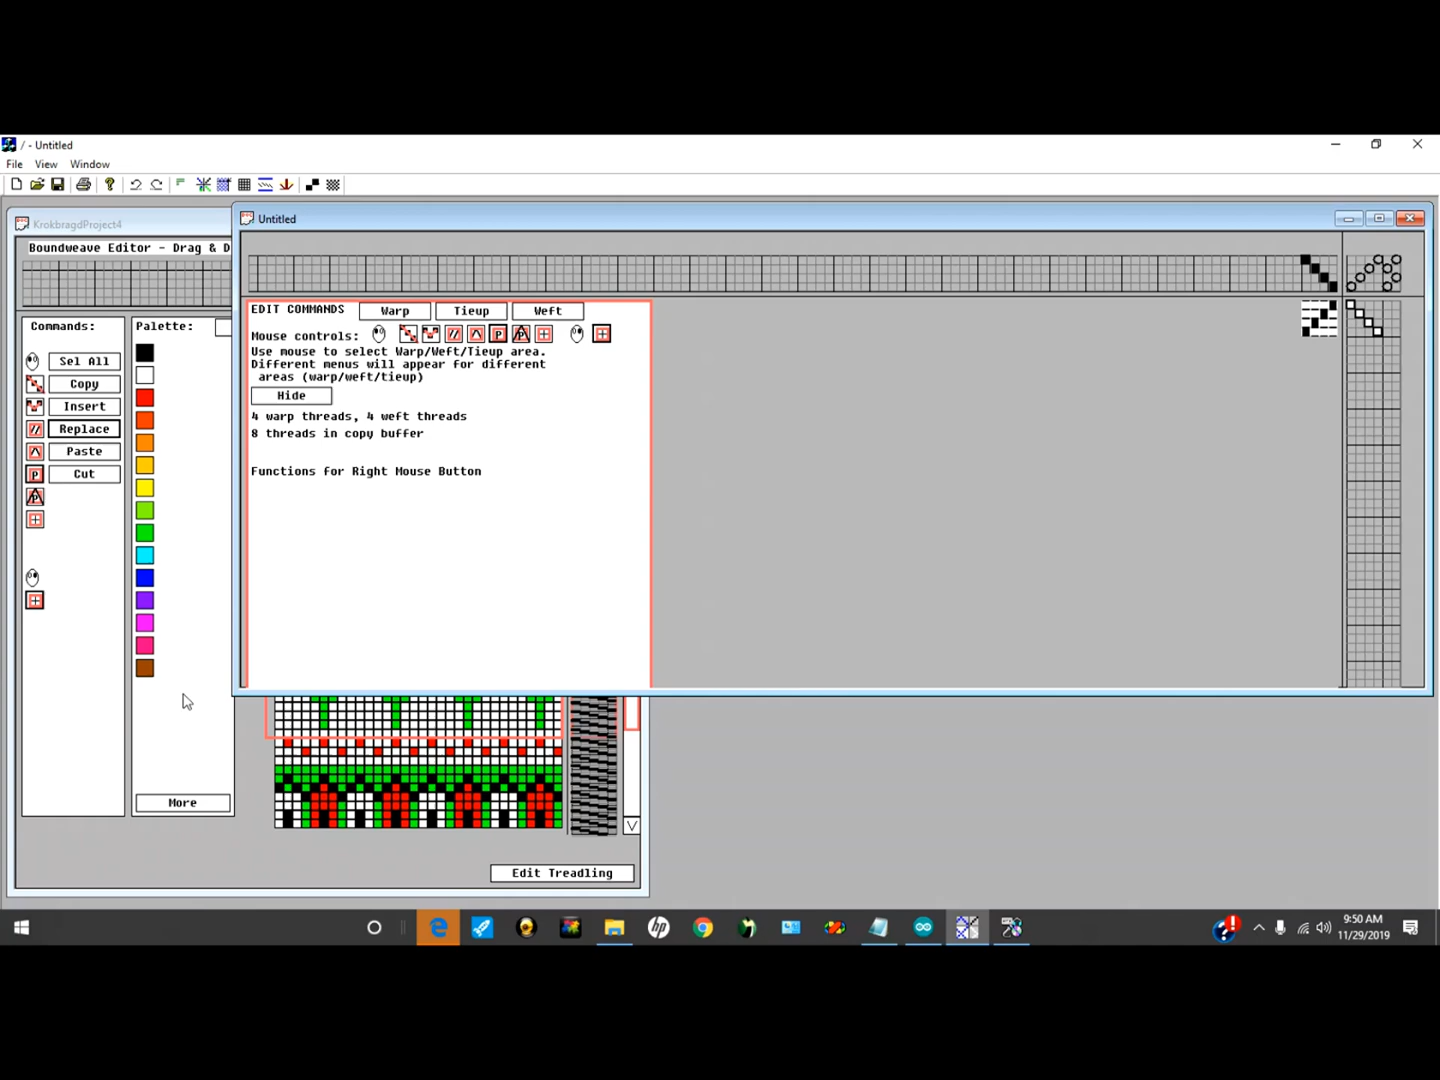 / - Untitled
File View Window
KrokbragdProject4
Untitled
Boundweave Editor - Drag & D
Commands:
Palette:
Sel All
Copy
Insert
Replace
Paste
Cut
More
EDIT COMMANDS Warp Tieup Weft
Mouse controls:
Use mouse to select Warp/Weft/Tieup area.
Different menus will appear for different
areas (warp/weft/tieup)
Hide
4 warp threads, 4 weft threads
8 threads in copy buffer
Functions for Right Mouse Button
Edit Treadling
9:50 AM
11/29/2019